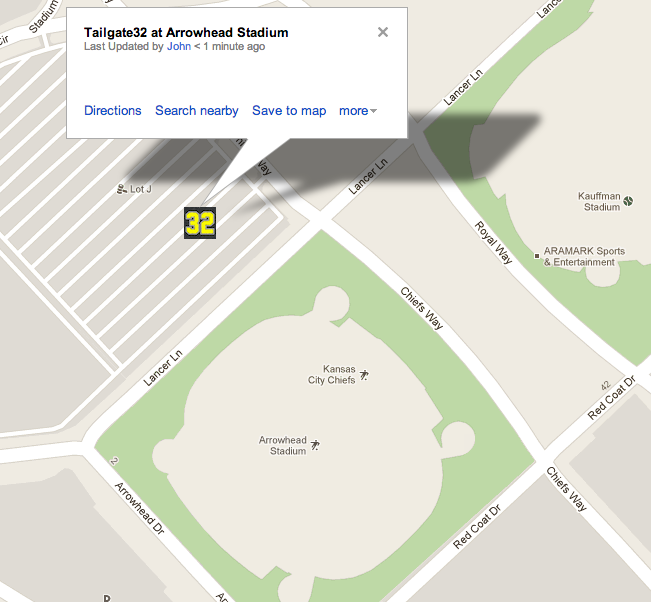 Stadium
Lancer Ln
Tailgate32 at Arrowhead Stadium
Last Updated by John < 1 minute ago
Directions Search nearby Save to map more
Lancer Ln
Way
Lancer Ln
Lot J
Kauffman
Stadium
32
Royal Way
ARAMARK Sports
& Entertainment
Chiefs Way
Lancer Ln
Kansas
City Chiefs
42
Red Coat Dr
Arrowhead
Stadium
2
Arrowhead Dr
Chiefs Way
Red Coat Dr
P